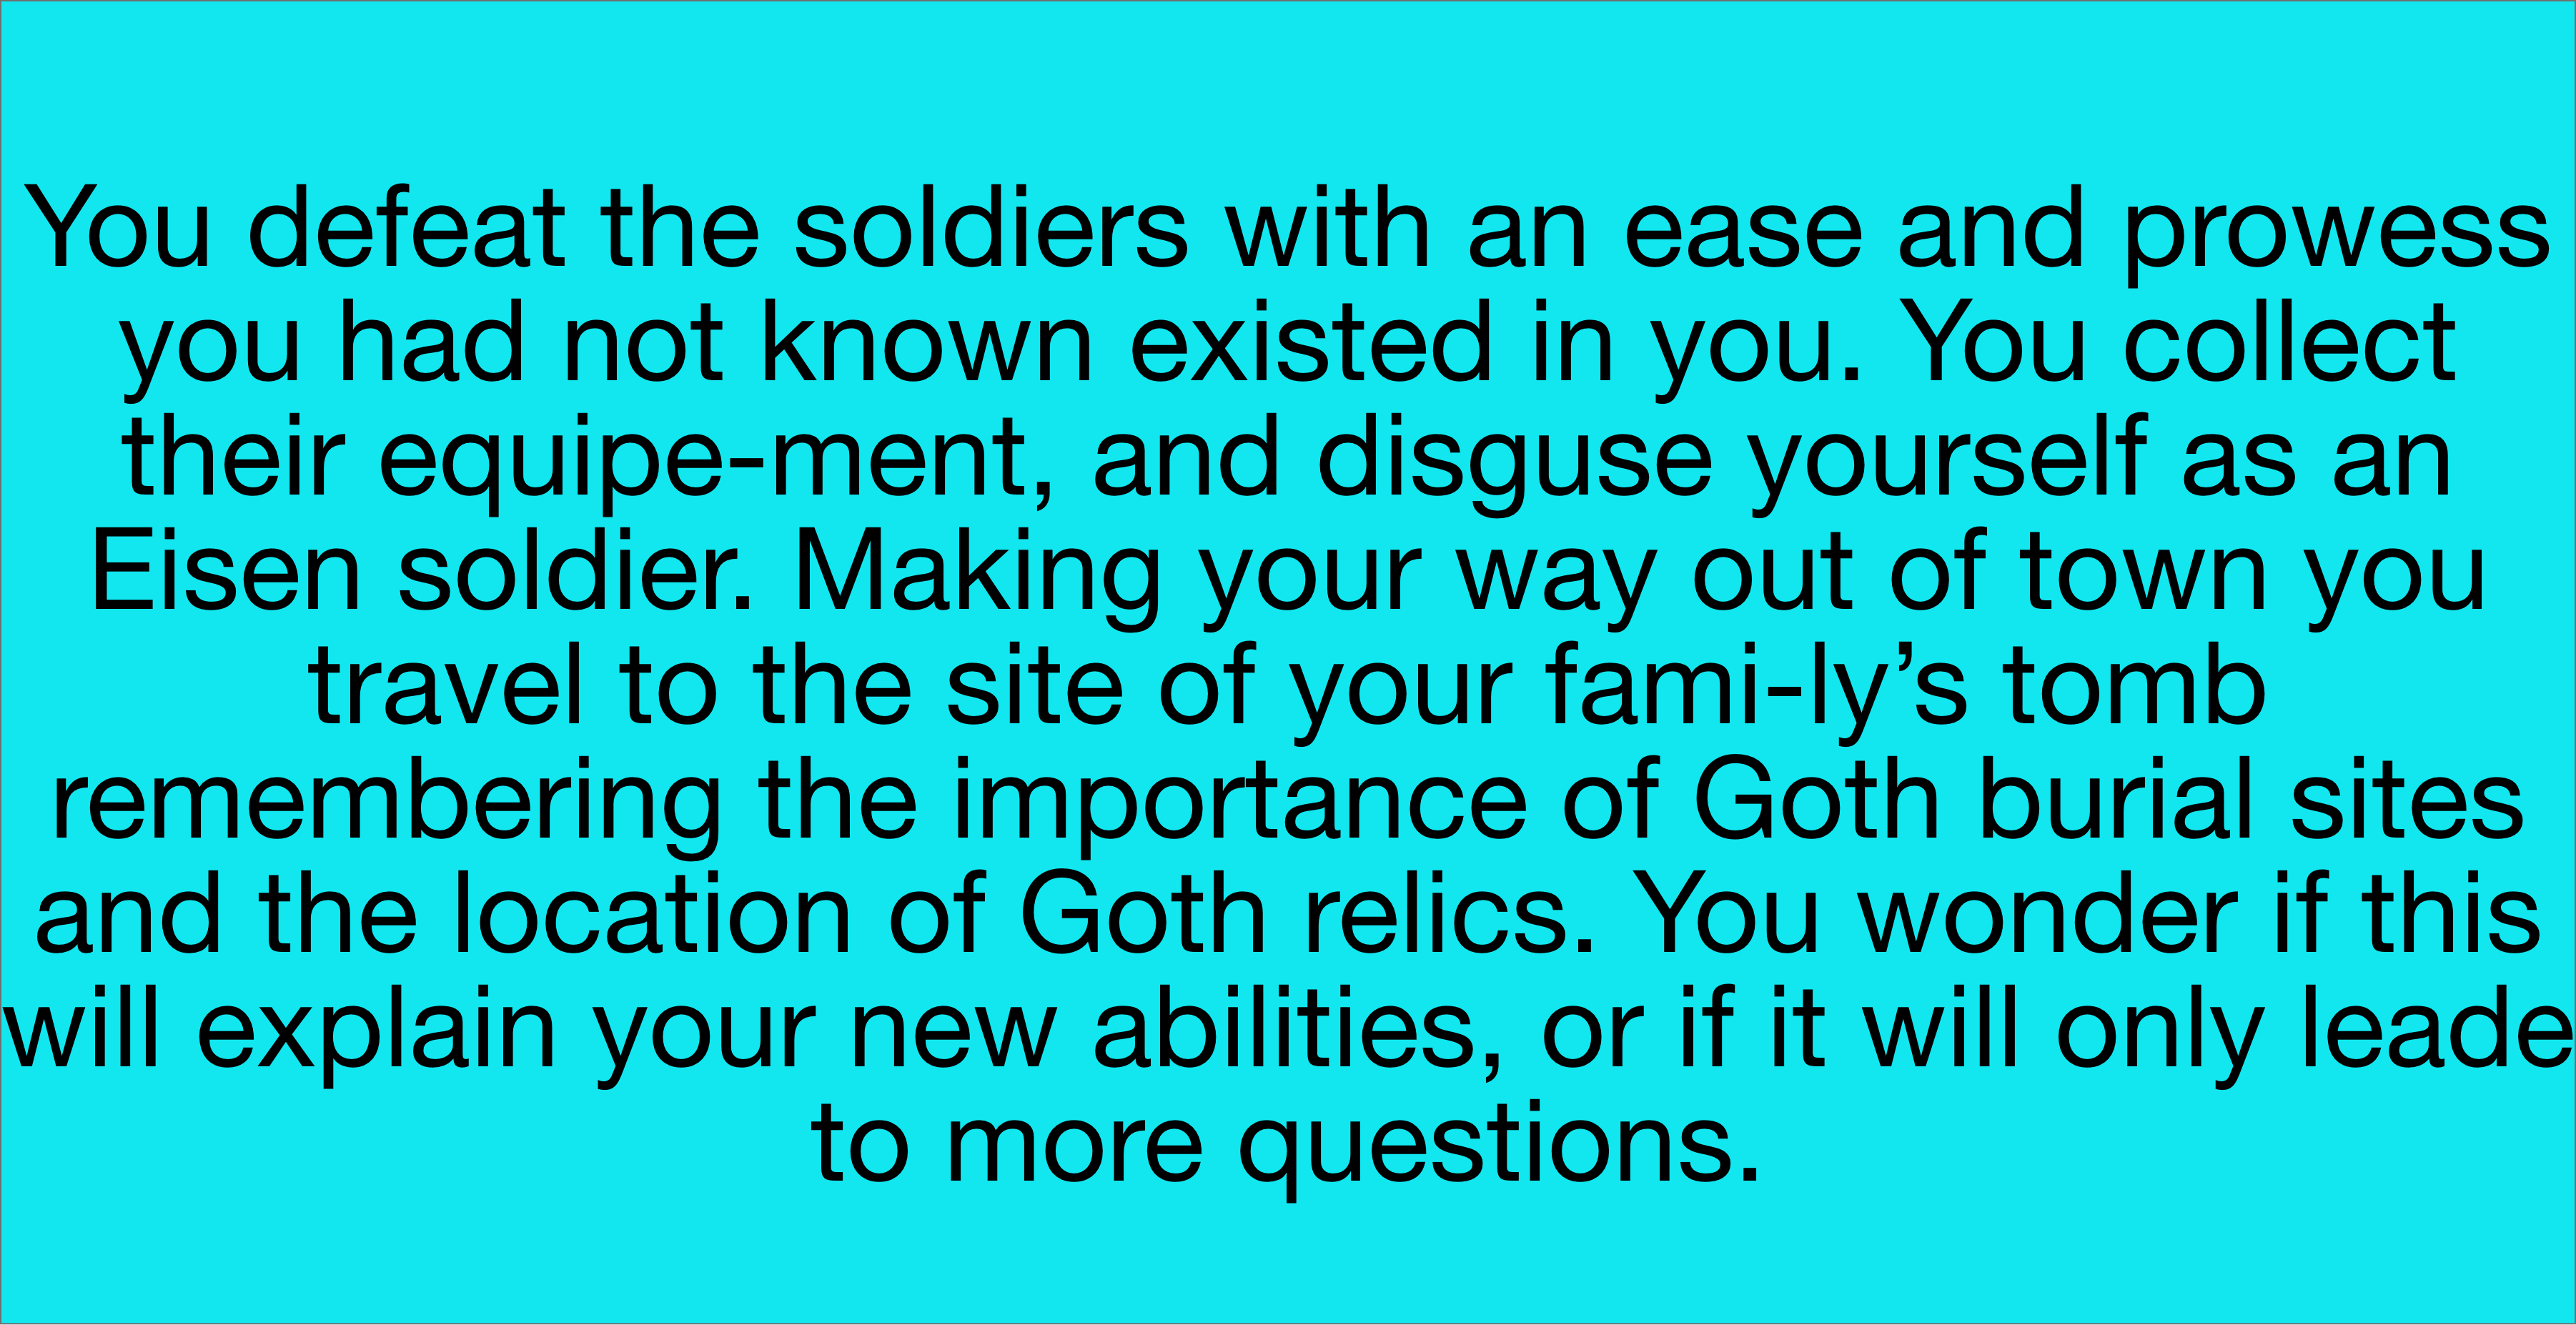 You defeat the soldiers with an ease and prowess
you had not known existed in you. You collect
their equipe-ment, and disguse yourself as an
Eisen soldier. Making your way out of town you
travel to the site of your fami-ly’s tomb
remembering the importance of Goth burial sites
and the location of Goth relics. You wonder if this
will explain your new abilities, or if it will only leade
to more questions.